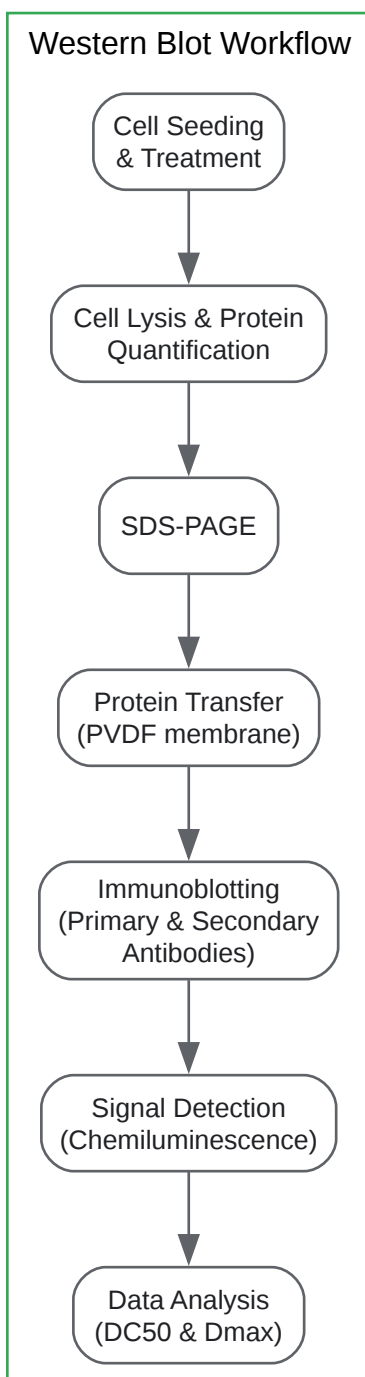 Western Blot Workflow
Cell Seeding
& Treatment
Cell Lysis & Protein
Quantification
SDS-PAGE
Protein Transfer
(PVDF membrane)
Immunoblotting
(Primary & Secondary
Antibodies)
Signal Detection
(Chemiluminescence)
Data Analysis
(DC50 & Dmax)